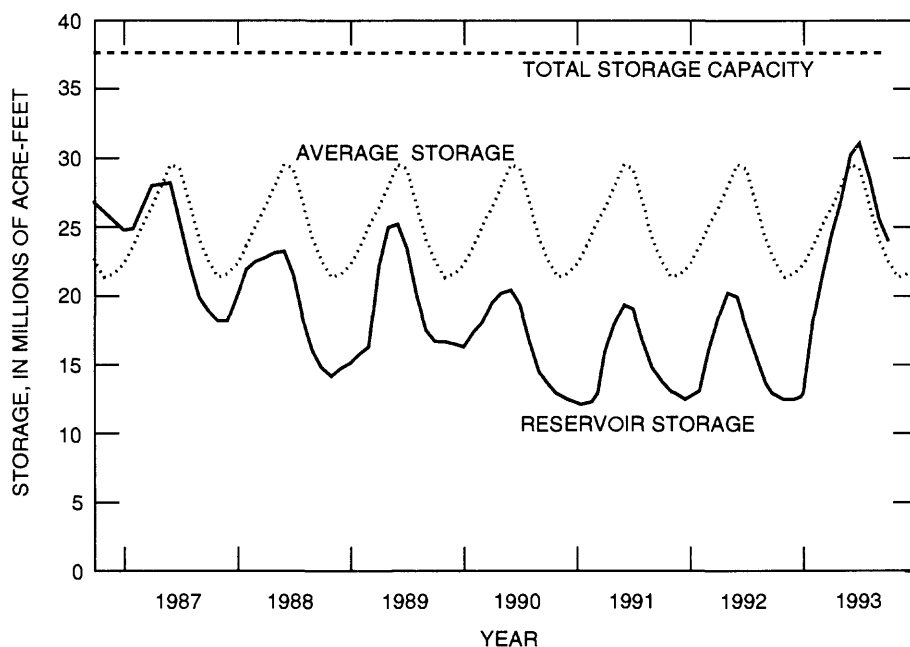 STORAGE, IN MILLIONS OF ACRE-FEET
40
35
30
25
20
15
10
5
0
TOTAL STORAGE CAPACITY
AVERAGE STORAGE
RESERVOIR STORAGE
1987 1988 1989 1990 1991 1992 1993
YEAR